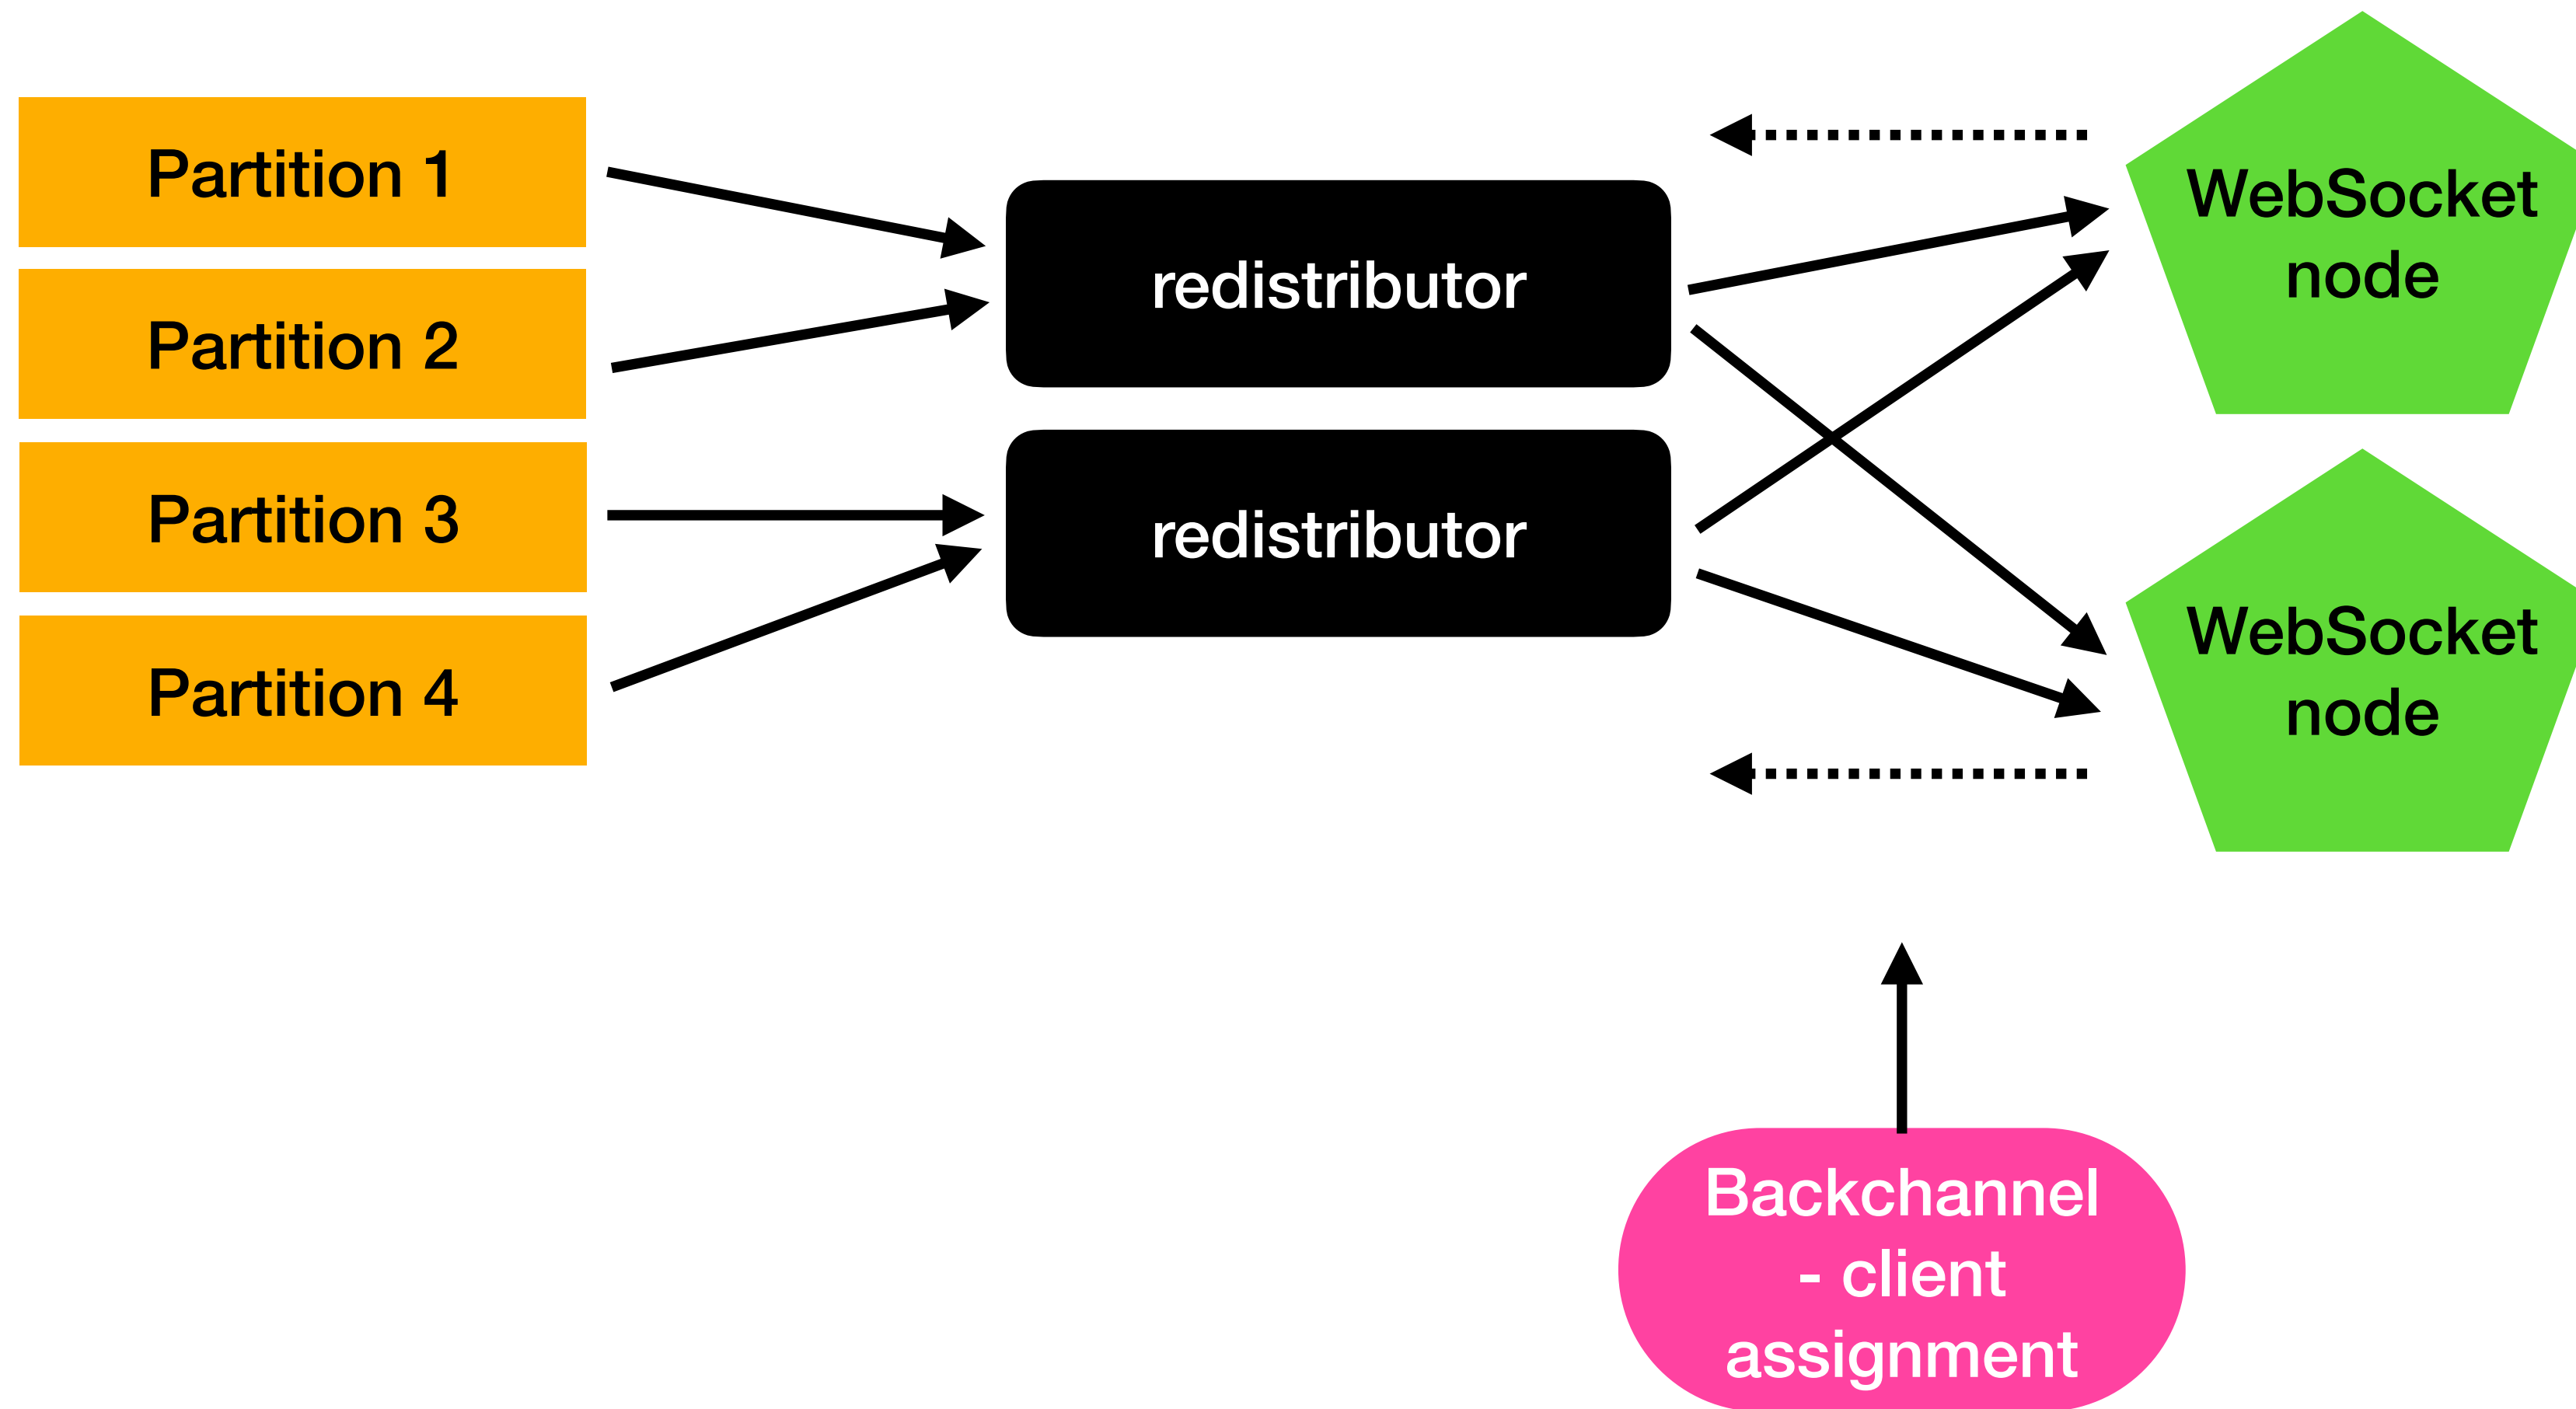 Partition 1
Partition 2
Partition 3
Partition 4
redistributor
redistributor
WebSocket
node
WebSocket
node
Backchannel
- client
assignment